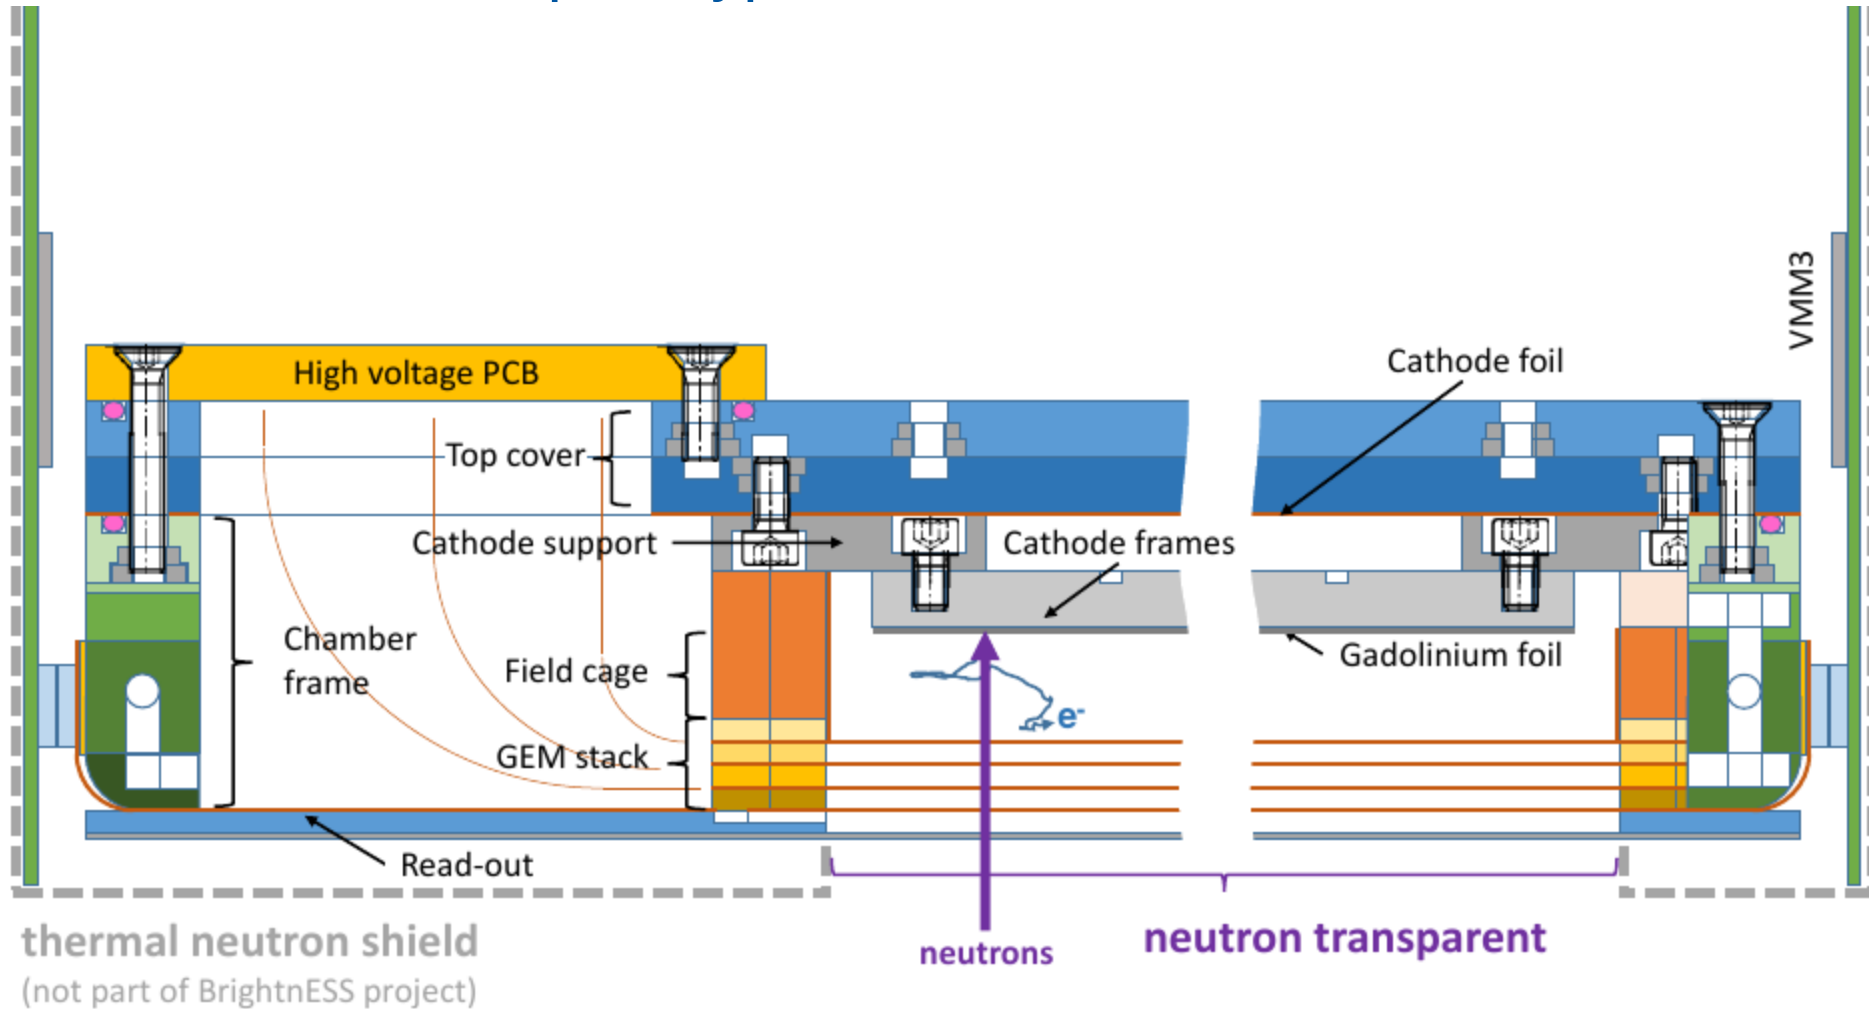 VMM3
Cathode foil
High voltage PCB
Top cover
Cathode support
Cathode frames
Chamber
frame
Field cage
Gadolinium foil
e-
GEM stack
Read-out
thermal neutron shield
(not part of BrightnESS project)
neutrons
neutron transparent